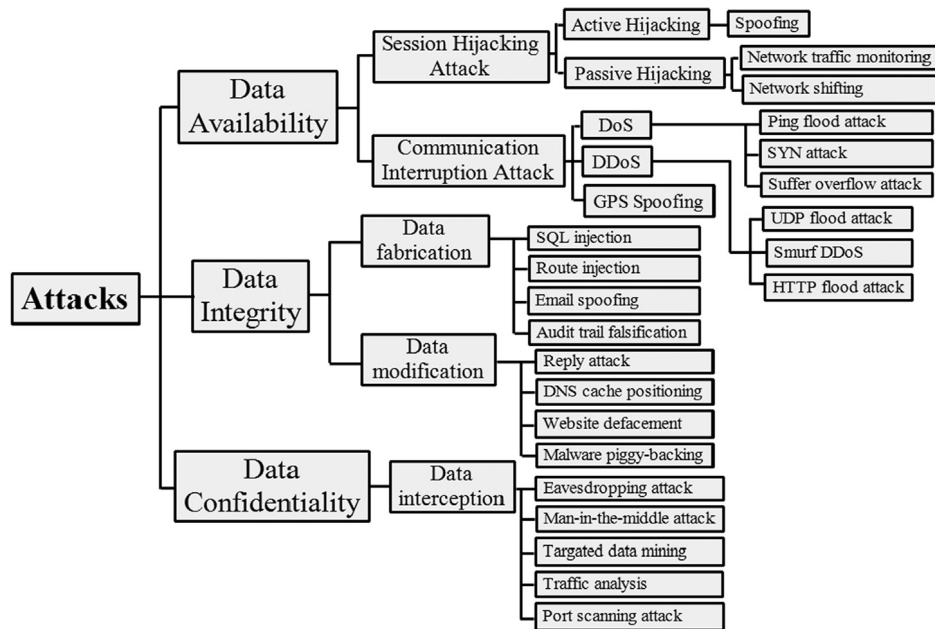 Attacks
Data
Availability
Session Hijacking
Attack
Active Hijacking
Spoofing
Passive Hijacking
Network traffic monitoring
Network shifting
Communication
Interruption Attack
DoS
Ping flood attack
SYN attack
Suffer overflow attack
DDoS
UDP flood attack
Smurf DDoS
HTTP flood attack
GPS Spoofing
Data
Integrity
Data
fabrication
SQL injection
Route injection
Email spoofing
Audit trail falsification
Data
modification
Reply attack
DNS cache positioning
Website defacement
Malware piggy-backing
Data
Confidentiality
Data
interception
Eavesdropping attack
Man-in-the-middle attack
Targated data mining
Traffic analysis
Port scanning attack